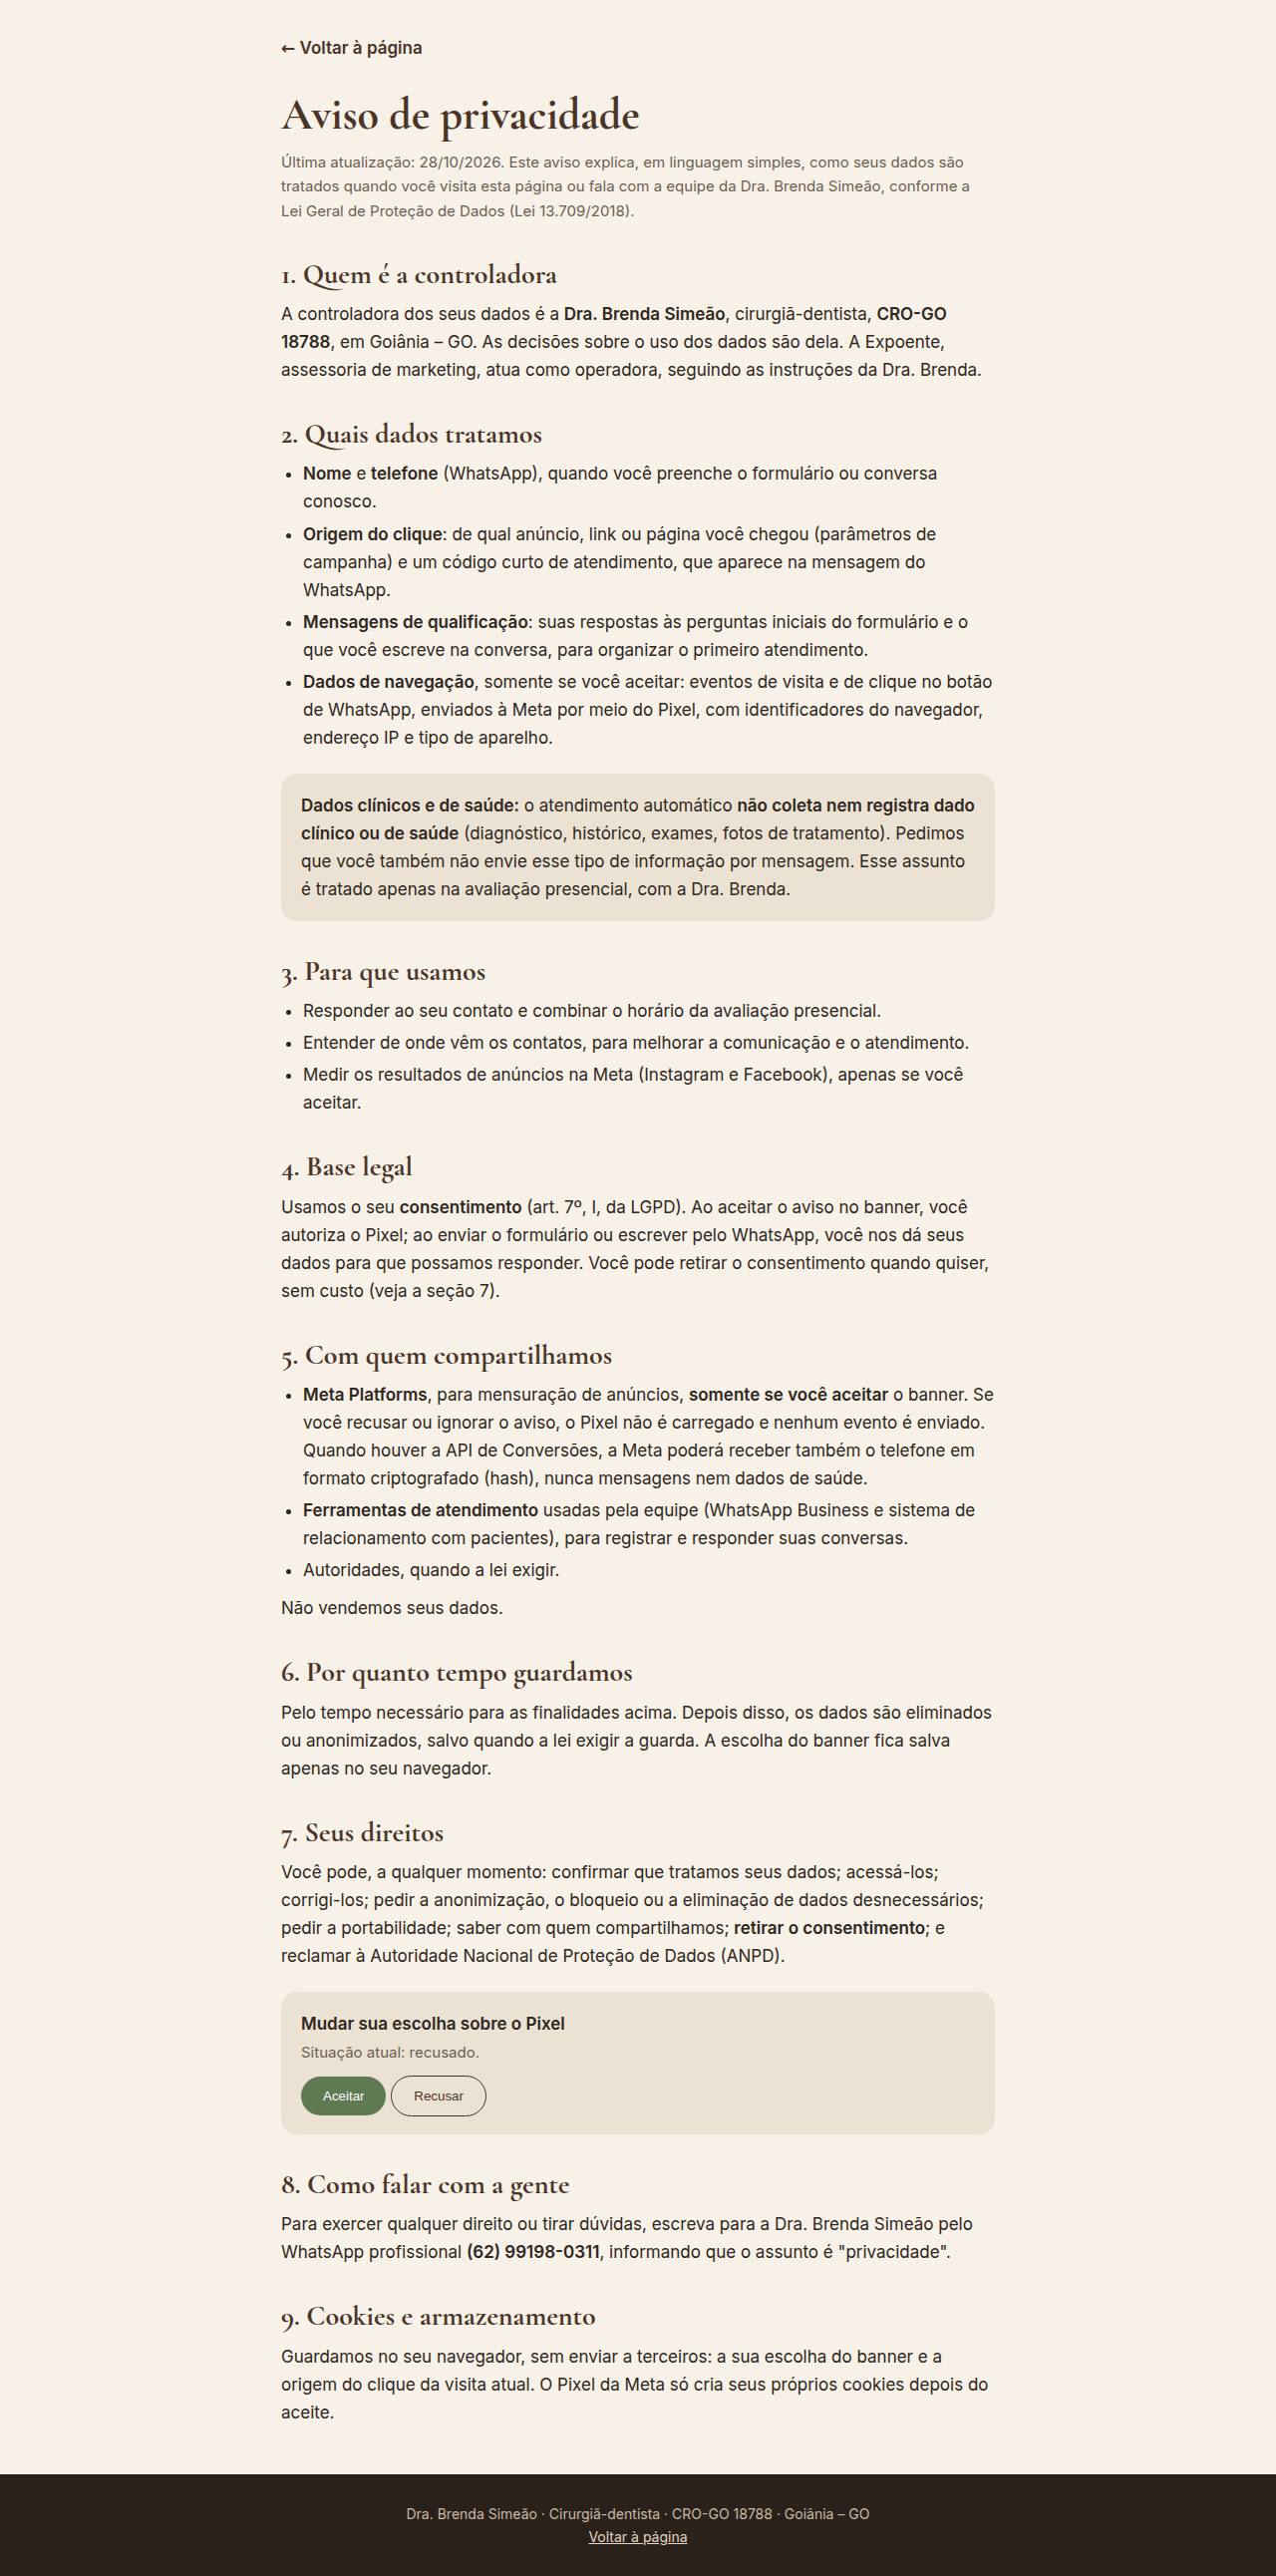 ← Voltar à página
Aviso de privacidade
Última atualização: 28/10/2026. Este aviso explica, em linguagem simples, como seus dados são
tratados quando você visita esta página ou fala com a equipe da Dra. Brenda Simeão, conforme a
Lei Geral de Proteção de Dados (Lei 13.709/2018).
1. Quem é a controladora
A controladora dos seus dados é a Dra. Brenda Simeão, cirurgiã-dentista, CRO-GO
18788, em Goiânia – GO. As decisões sobre o uso dos dados são dela. A Expoente,
assessoria de marketing, atua como operadora, seguindo as instruções da Dra. Brenda.
2. Quais dados tratamos
• Nome e telefone (WhatsApp), quando você preenche o formulário ou conversa
conosco.
• Origem do clique: de qual anúncio, link ou página você chegou (parâmetros de
campanha) e um código curto de atendimento, que aparece na mensagem do
WhatsApp.
• Mensagens de qualificação: suas respostas às perguntas iniciais do formulário e o
que você escreve na conversa, para organizar o primeiro atendimento.
• Dados de navegação, somente se você aceitar: eventos de visita e de clique no botão
de WhatsApp, enviados à Meta por meio do Pixel, com identificadores do navegador,
endereço IP e tipo de aparelho.
Dados clínicos e de saúde: o atendimento automático não coleta nem registra dado
clínico ou de saúde (diagnóstico, histórico, exames, fotos de tratamento). Pedimos
que você também não envie esse tipo de informação por mensagem. Esse assunto
é tratado apenas na avaliação presencial, com a Dra. Brenda.
3. Para que usamos
• Responder ao seu contato e combinar o horário da avaliação presencial.
• Entender de onde vêm os contatos, para melhorar a comunicação e o atendimento.
• Medir os resultados de anúncios na Meta (Instagram e Facebook), apenas se você
aceitar.
4. Base legal
Usamos o seu consentimento (art. 7º, I, da LGPD). Ao aceitar o aviso no banner, você
autoriza o Pixel; ao enviar o formulário ou escrever pelo WhatsApp, você nos dá seus
dados para que possamos responder. Você pode retirar o consentimento quando quiser,
sem custo (veja a seção 7).
5. Com quem compartilhamos
• Meta Platforms, para mensuração de anúncios, somente se você aceitar o banner. Se
você recusar ou ignorar o aviso, o Pixel não é carregado e nenhum evento é enviado.
Quando houver a API de Conversões, a Meta poderá receber também o telefone em
formato criptografado (hash), nunca mensagens nem dados de saúde.
• Ferramentas de atendimento usadas pela equipe (WhatsApp Business e sistema de
relacionamento com pacientes), para registrar e responder suas conversas.
• Autoridades, quando a lei exigir.
Não vendemos seus dados.
6. Por quanto tempo guardamos
Pelo tempo necessário para as finalidades acima. Depois disso, os dados são eliminados
ou anonimizados, salvo quando a lei exigir a guarda. A escolha do banner fica salva
apenas no seu navegador.
7. Seus direitos
Você pode, a qualquer momento: confirmar que tratamos seus dados; acessá-los;
corrigi-los; pedir a anonimização, o bloqueio ou a eliminação de dados desnecessários;
pedir a portabilidade; saber com quem compartilhamos; retirar o consentimento; e
reclamar à Autoridade Nacional de Proteção de Dados (ANPD).
Mudar sua escolha sobre o Pixel
Situação atual: recusado.
Aceitar Recusar
8. Como falar com a gente
Para exercer qualquer direito ou tirar dúvidas, escreva para a Dra. Brenda Simeão pelo
WhatsApp profissional (62) 99198-0311, informando que o assunto é "privacidade".
9. Cookies e armazenamento
Guardamos no seu navegador, sem enviar a terceiros: a sua escolha do banner e a
origem do clique da visita atual. O Pixel da Meta só cria seus próprios cookies depois do
aceite.
Dra. Brenda Simeão · Cirurgiã-dentista · CRO-GO 18788 · Goiânia – GO
Voltar à página